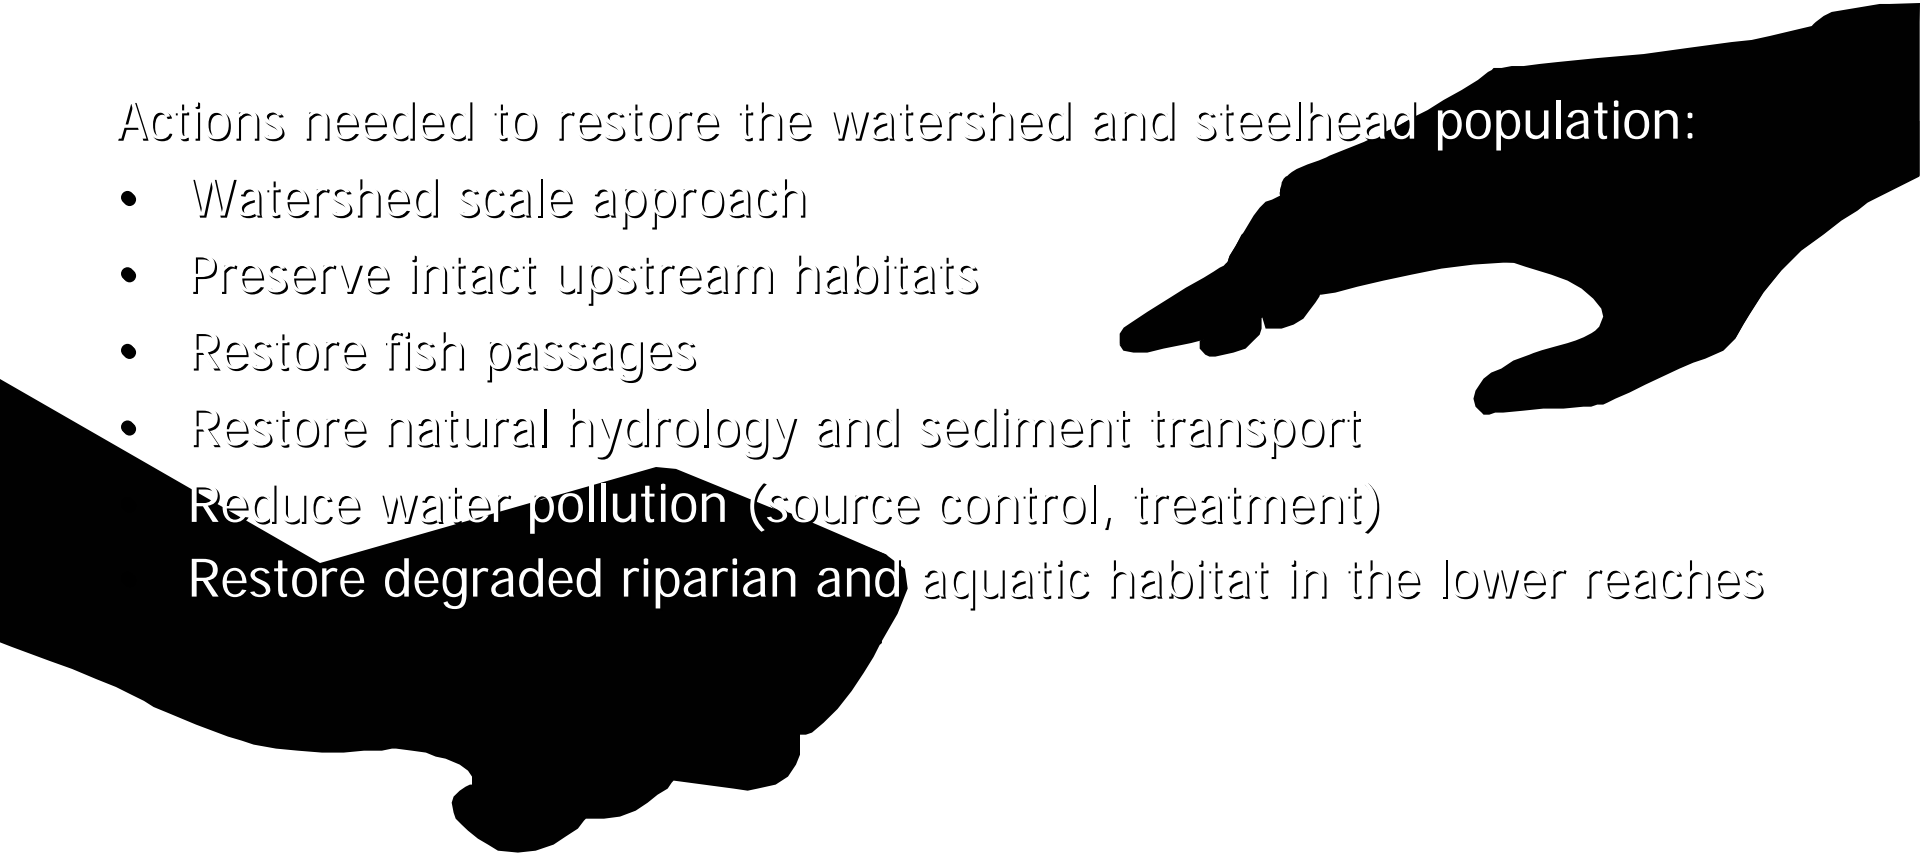 Actions needed to restore the watershed and steelhead population:
• Watershed scale approach
• Preserve intact upstream habitats
• Restore fish passages
• Restore natural hydrology and sediment transport
Reduce water pollution (source control, treatment)
Restore degraded riparian and aquatic habitat in the lower reaches